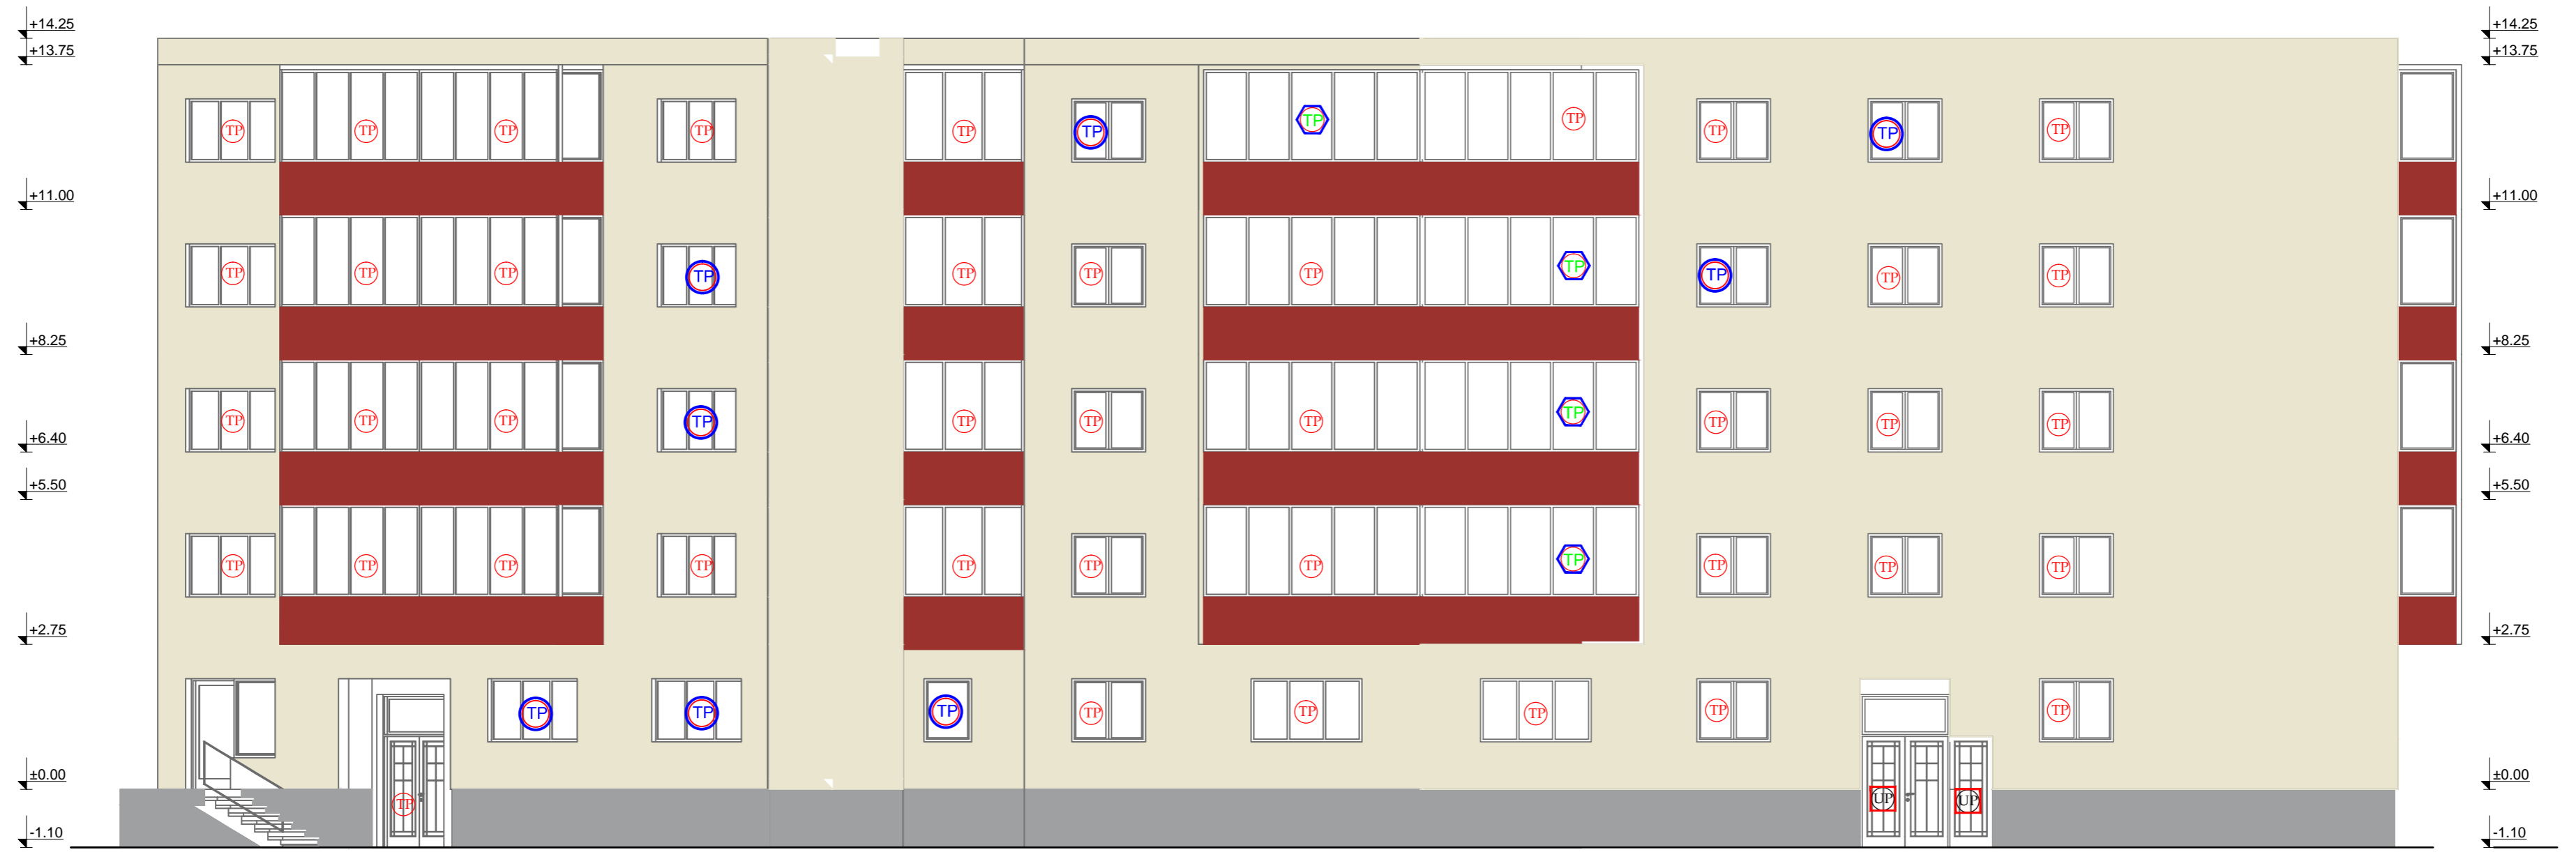 +14.25 +14.25
+13.75 +13.75
TP TP TP TP TP TP TP TP TP TP TP
+11.00 +11.00
TP TP TP TP TP TP TP TP TP TP TP
+8.25 +8.25
TP TP TP TP TP TP TP TP TP TP TP
+6.40 +6.40
+5.50 +5.50
TP TP TP TP TP TP TP TP TP TP TP
+2.75 +2.75
TP TP TP TP TP TP TP TP
±0.00 ±0.00
TP UP UP
-1.10 -1.10